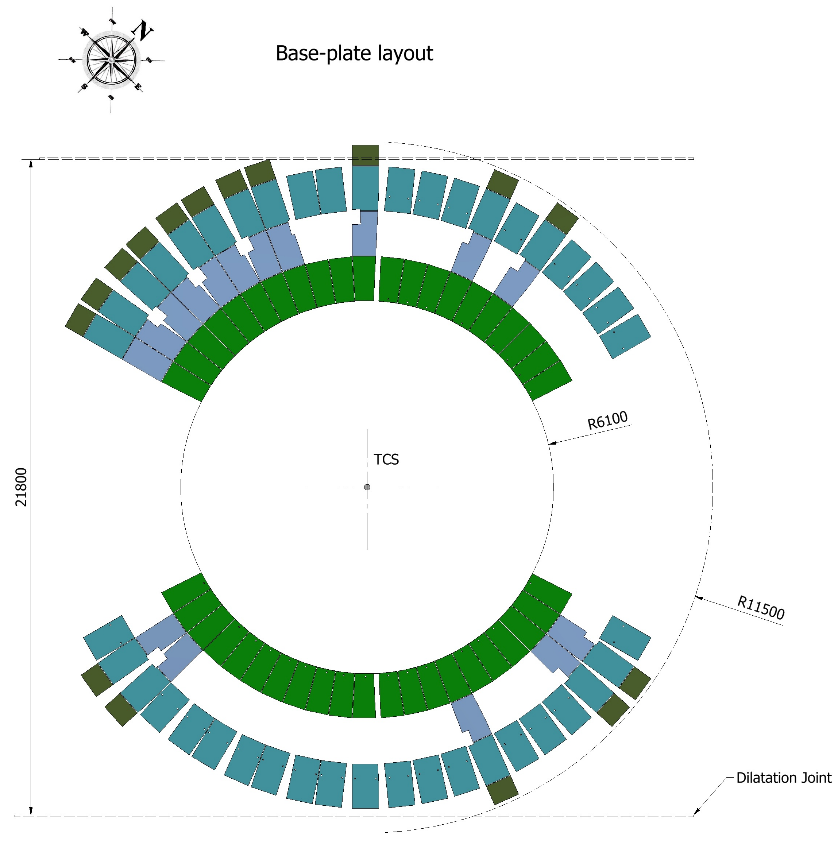 N
Base-plate layout
R6100
TCS
21800
R11500
Dilatation Joint